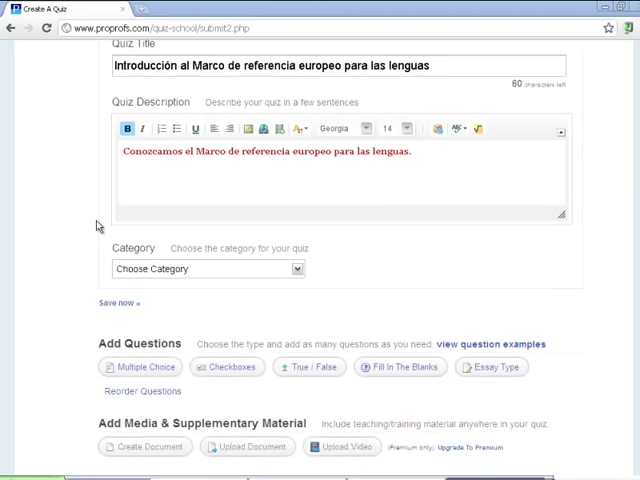 Create A Quiz
www.proprofs.com/quiz-school/submit2.php
Quiz Title
Introducción al Marco de referencia europeo para las lenguas
60 characters left
Quiz Description Describe your quiz in a few sentences
B I U A Georgia 14 ABC
Conozcamos el Marco de referencia europeo para las lenguas.
Category Choose the category for your quiz
Choose Category
Save now »
Add Questions Choose the type and add as many questions as you need view question examples
Multiple Choice Checkboxes True / False Fill In The Blanks Essay Type
Reorder Questions
Add Media & Supplementary Material Include teaching/training material anywhere in your quiz
Create Document Upload Document Upload Video (Premium only) Upgrade To Premium